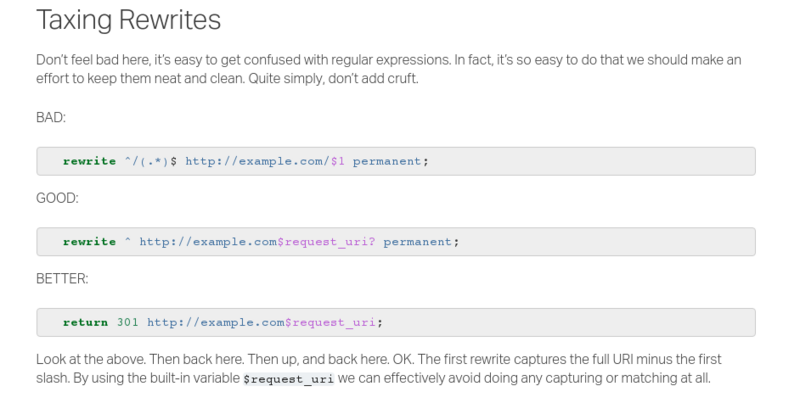 Taxing Rewrites
Don’t feel bad here, it’s easy to get confused with regular expressions. In fact, it’s so easy to do that we should make an
effort to keep them neat and clean. Quite simply, don’t add cruft.
BAD:
rewrite ^/(.*)$ http://example.com/$1 permanent;
GOOD:
rewrite ^ http://example.com$request_uri? permanent;
BETTER:
return 301 http://example.com$request_uri;
Look at the above. Then back here. Then up, and back here. OK. The first rewrite captures the full URI minus the first
slash. By using the built-in variable $request_uri we can effectively avoid doing any capturing or matching at all.